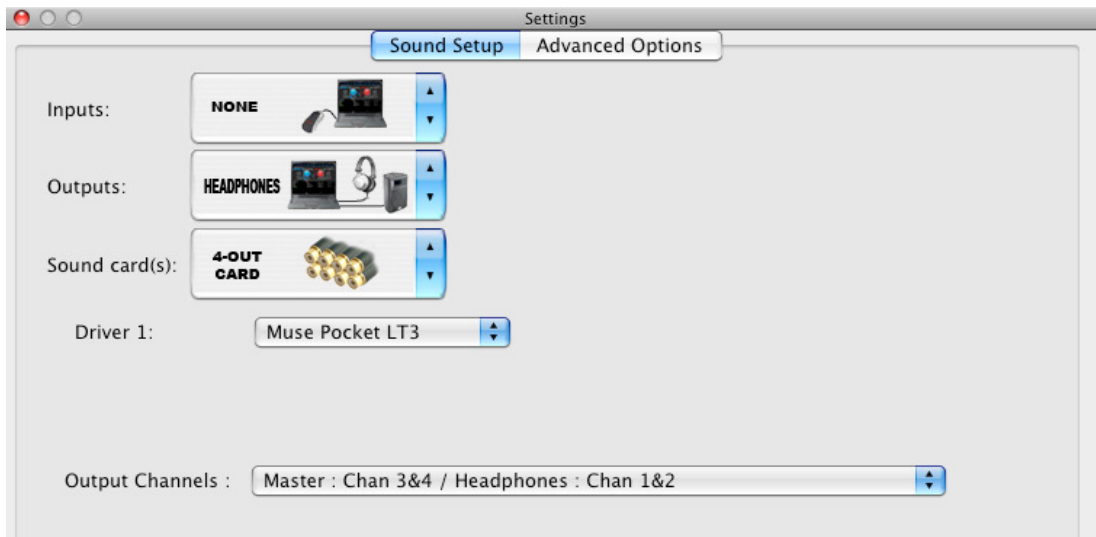 Settings
Sound Setup Advanced Options
Inputs: NONE
Outputs: HEADPHONES
Sound card(s): 4-OUT CARD
Driver 1: Muse Pocket LT3
Output Channels : Master : Chan 3&4 / Headphones : Chan 1&2